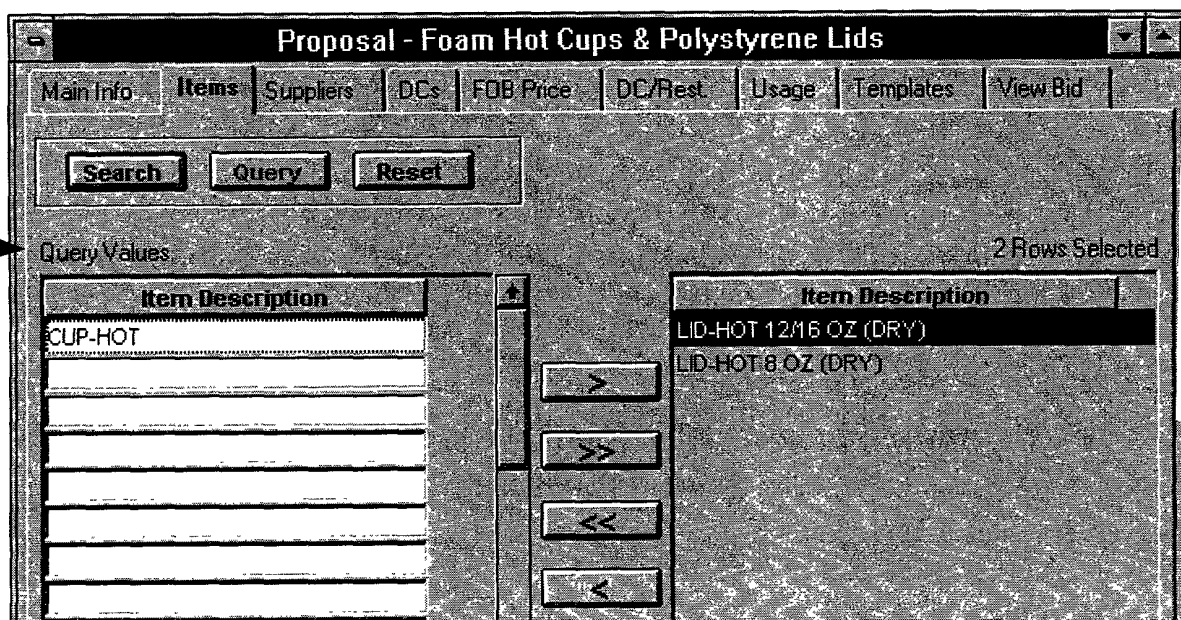 Proposal - Foam Hot Cups & Polystyrene Lids
Main Info Items Suppliers DCs FOB Price DC/Rest. Usage Templates View Bid
Search Query Reset
Query Values
2 Rows Selected
Item Description
Item Description
CUP-HOT
LID-HOT 12/16 OZ (DRY)
LID-HOT 8 OZ (DRY)
>
>>
<<
<